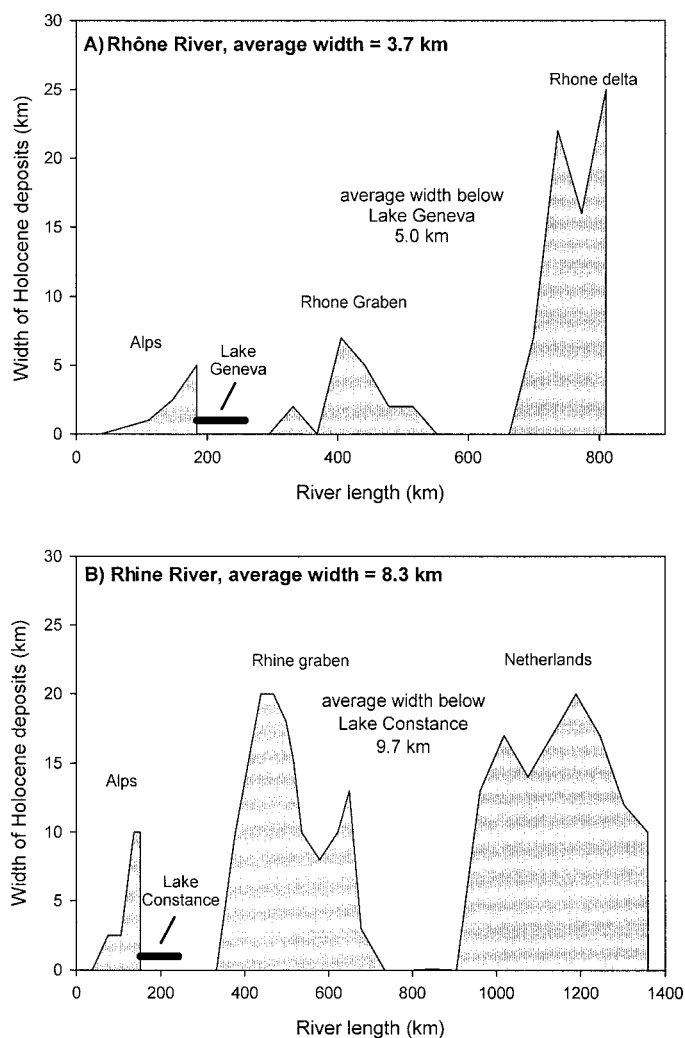 A) Rhône River, average width = 3.7 km
Rhone delta
average width below
Lake Geneva
5.0 km
Rhone Graben
Alps
Lake
Geneva
Width of Holocene deposits (km)
30
25
20
15
10
5
0
0
200
400
600
800
River length (km)
B) Rhine River, average width = 8.3 km
Rhine graben
Netherlands
average width below
Lake Constance
9.7 km
Alps
Lake
Constance
Width of Holocene deposits (km)
30
25
20
15
10
5
0
0
200
400
600
800
1000
1200
1400
River length (km)